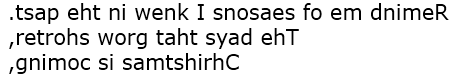 .tsap eht ni wenk I snosaes fo em dnimeR
,retrohs worg taht syad ehT
,gnimoc si samtshirhC